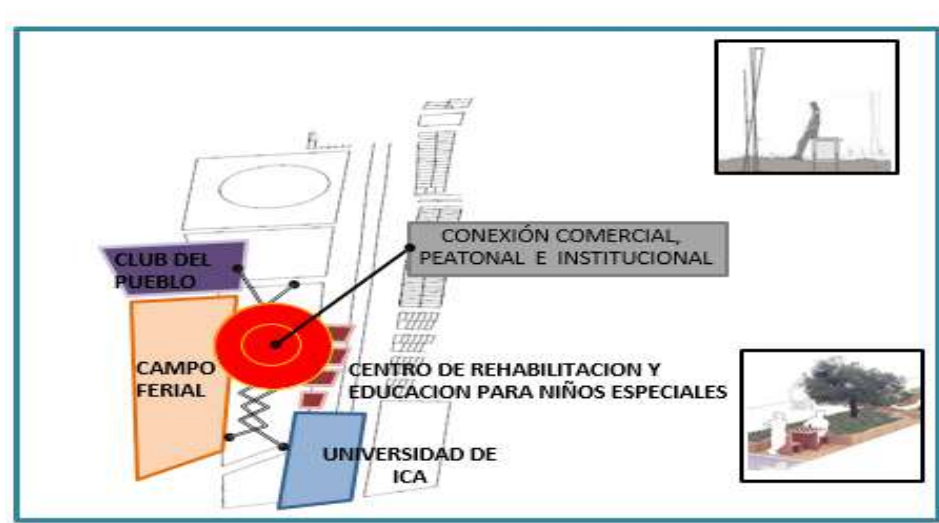 CONEXIÓN COMERCIAL,
PEATONAL E INSTITUCIONAL
CLUB DEL
PUEBLO
CAMPO
FERIAL
CENTRO DE REHABILITACION Y
EDUCACION PARA NIÑOS ESPECIALES
UNIVERSIDAD DE
ICA